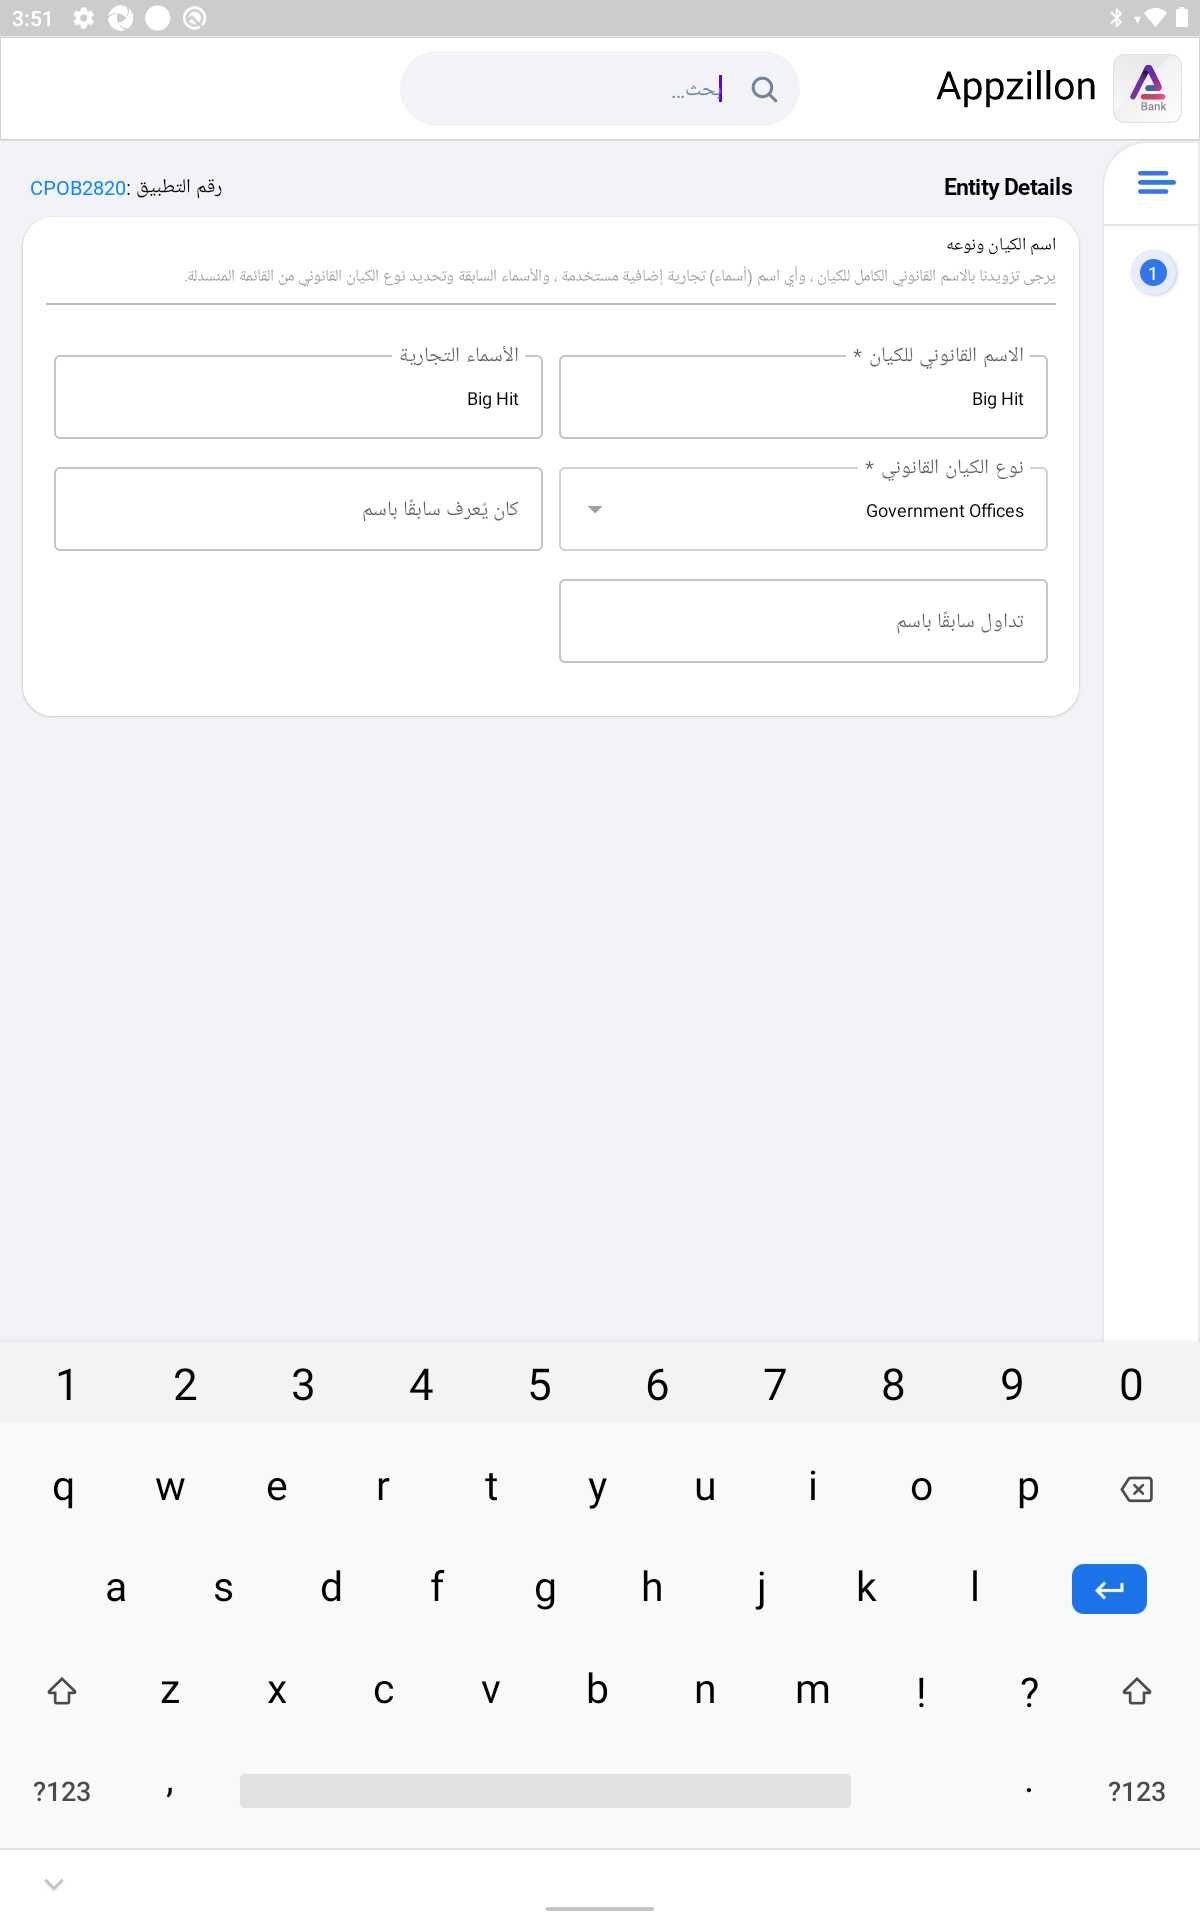 3:51
Bank
Appzillon
بحث...
Entity Details
رقم التطبيق :CPOB2820
1
اسم الكيان ونوعه
يرجى تزويدنا بالاسم القانوني الكامل للكيان ، وأي اسم (أسماء) تجارية إضافية مستخدمة ، والأسماء السابقة وتحديد نوع الكيان القانوني من القائمة المنسدلة.
الاسم القانوني للكيان *
Big Hit
الأسماء التجارية
Big Hit
نوع الكيان القانوني *
Government Offices
كان يُعرف سابقًا باسم
تداول سابقًا باسم
1 2 3 4 5 6 7 8 9 0
q w e r t y u i o p
a s d f g h j k l
z x c v b n m ! ?
?123 , . ?123